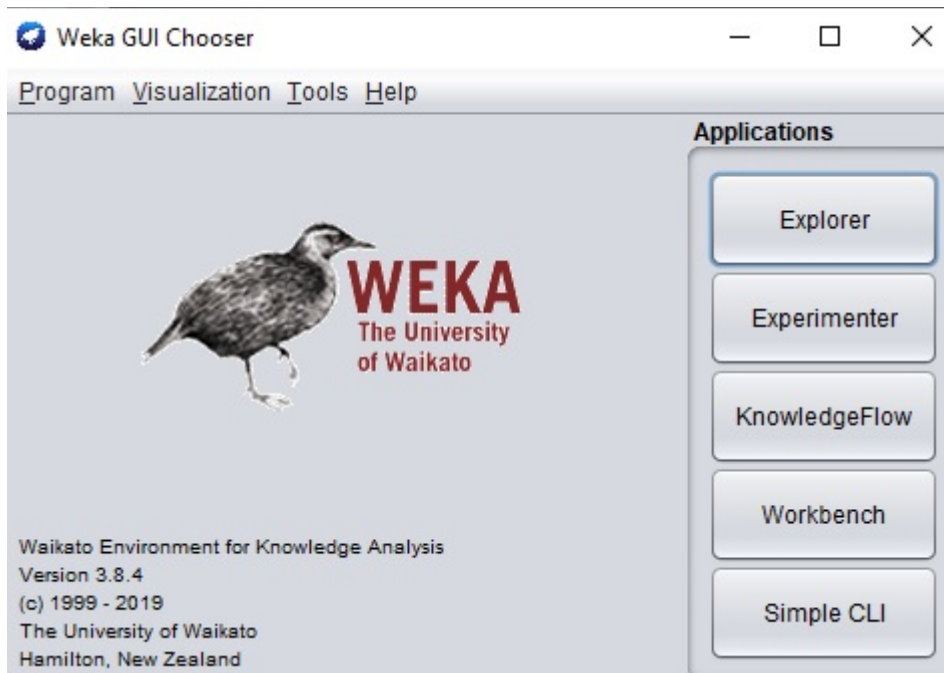 Weka GUI Chooser
Program Visualization Tools Help
WEKA
The University
of Waikato
Waikato Environment for Knowledge Analysis
Version 3.8.4
(c) 1999 - 2019
The University of Waikato
Hamilton, New Zealand
Applications
Explorer
Experimenter
KnowledgeFlow
Workbench
Simple CLI